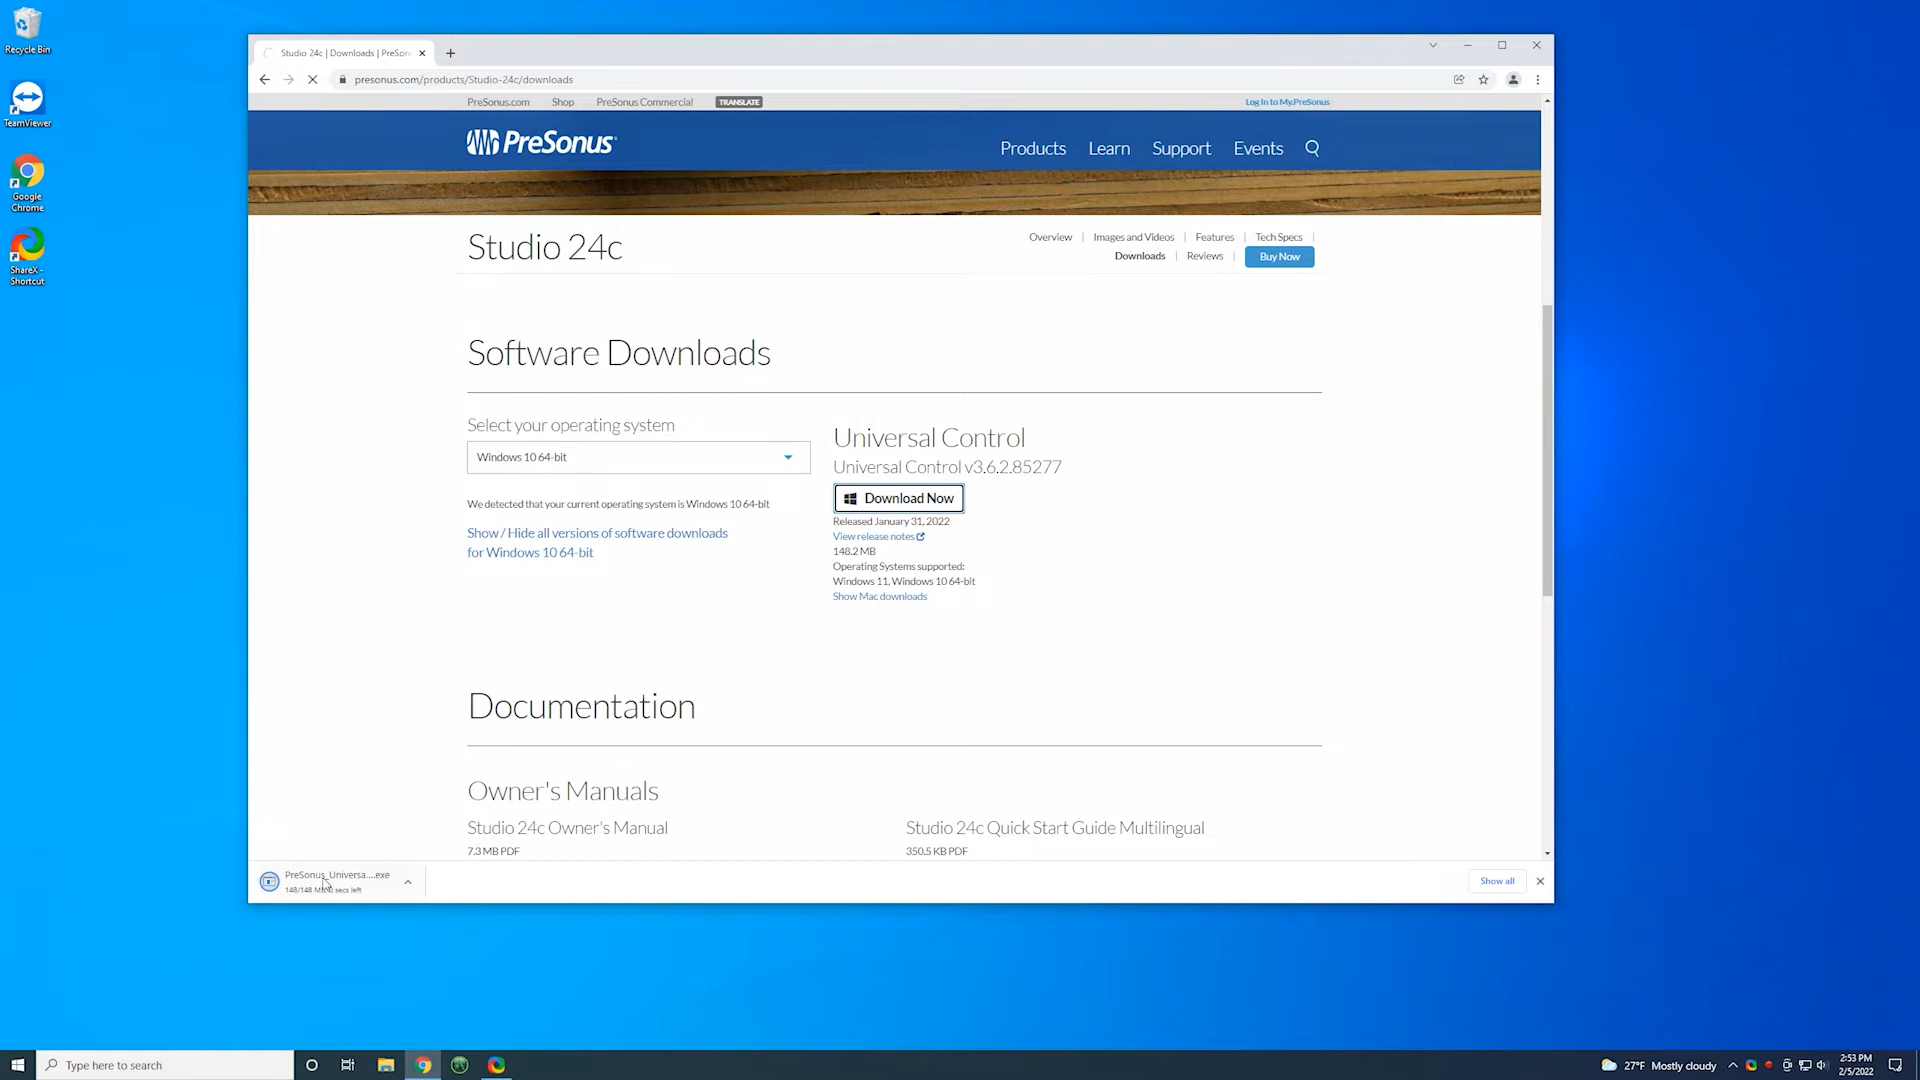 Recycle Bin
TeamViewer
Google
Chrome
ShareX -
Shortcut
Studio 24c | Downloads | PreSon
presonus.com/products/Studio-24c/downloads
PreSonus.com Shop PreSonus Commercial TRANSLATE Log In to My.PreSonus
PreSonus Products Learn Support Events
Studio 24c
Overview | Images and Videos | Features | Tech Specs |
Downloads | Reviews | Buy Now
Software Downloads
Select your operating system
Windows 10 64-bit
We detected that your current operating system is Windows 10 64-bit
Show / Hide all versions of software downloads
for Windows 10 64-bit
Universal Control
Universal Control v3.6.2.85277
Download Now
Released January 31, 2022
View release notes
148.2 MB
Operating Systems supported:
Windows 11, Windows 10 64-bit
Show Mac downloads
Documentation
Owner's Manuals
Studio 24c Owner's Manual
7.3 MB PDF
Studio 24c Quick Start Guide Multilingual
350.5 KB PDF
PreSonus_Universa....exe
148/148 MB, 0 secs left
Show all
Type here to search
27°F Mostly cloudy
2:53 PM
2/5/2022